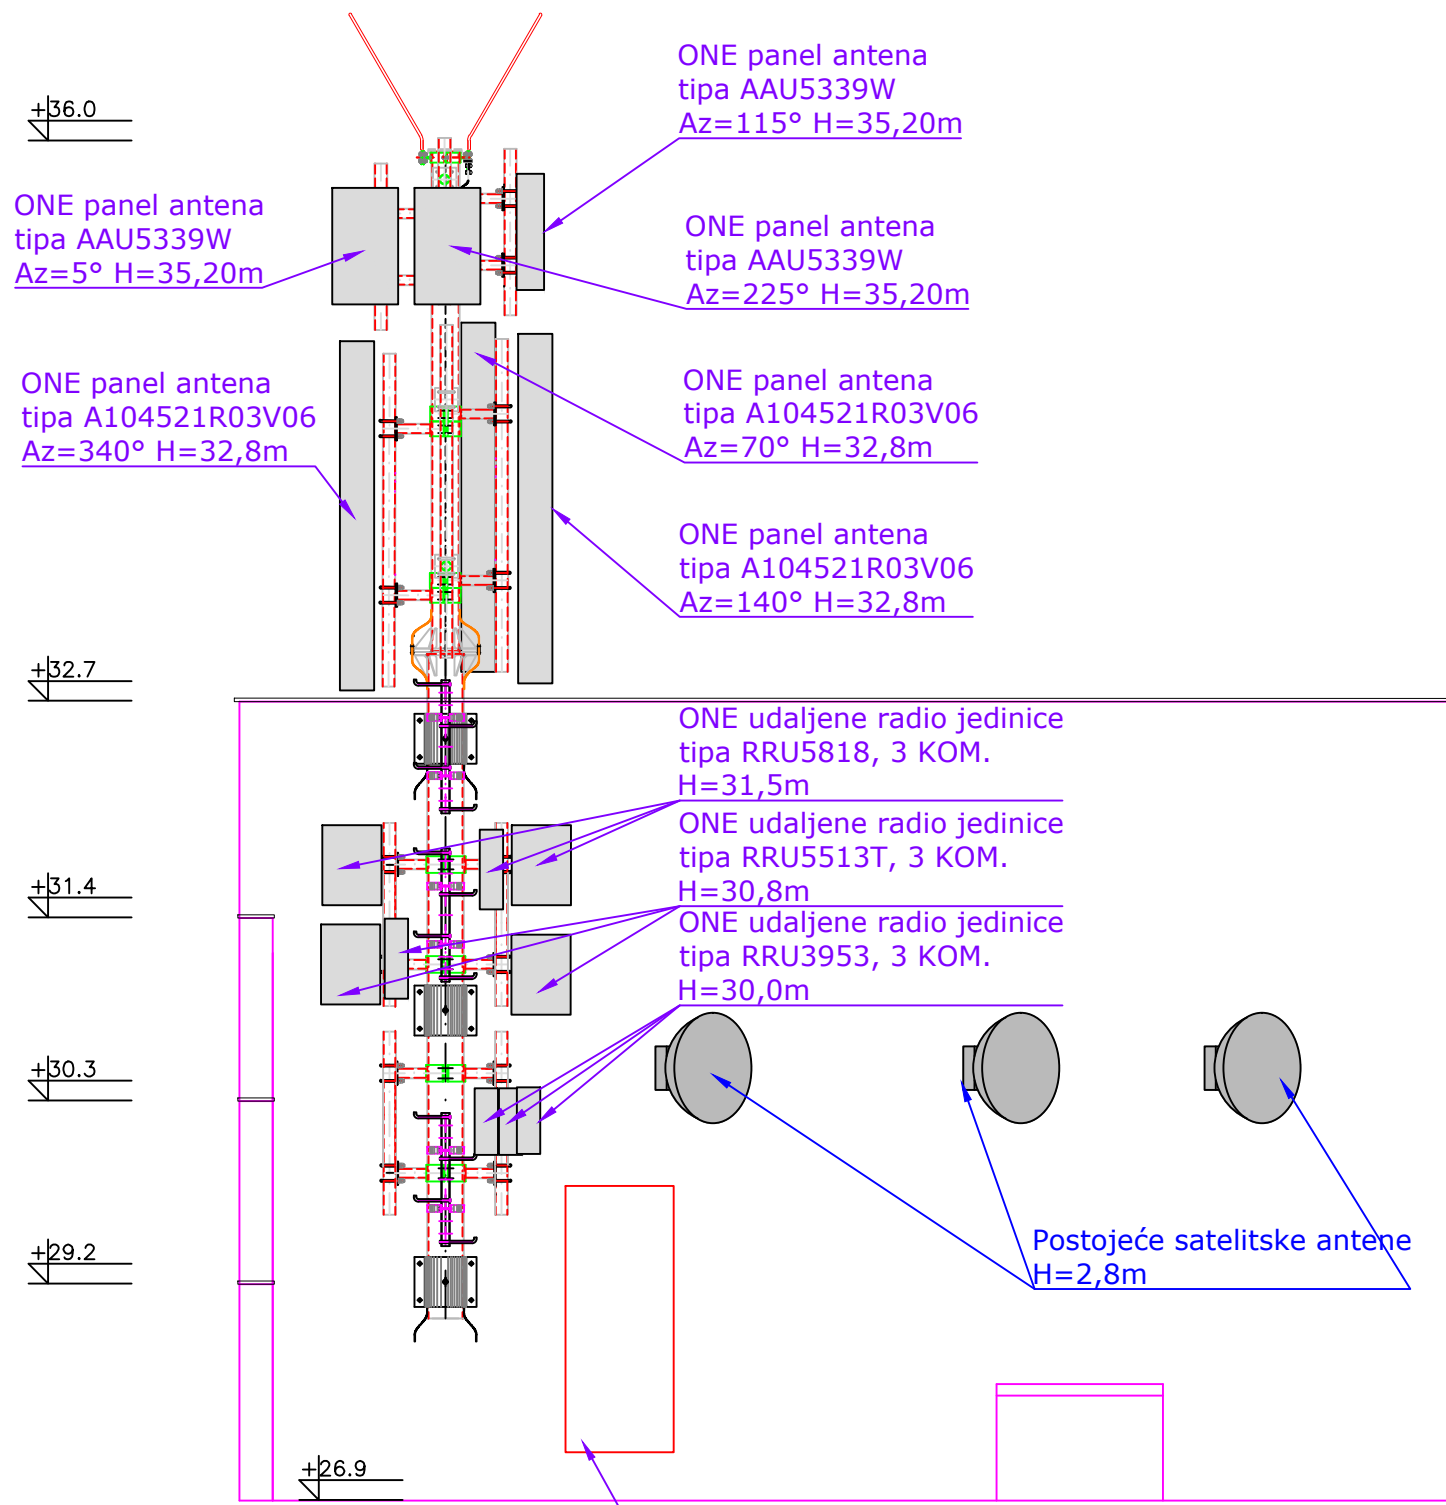 ONE panel antena
tipa AAU5339W
Az=115° H=35,20m
+36.0
ONE panel antena
tipa AAU5339W
Az=5° H=35,20m
ONE panel antena
tipa AAU5339W
Az=225° H=35,20m
ONE panel antena
tipa A104521R03V06
Az=340° H=32,8m
ONE panel antena
tipa A104521R03V06
Az=70° H=32,8m
ONE panel antena
tipa A104521R03V06
Az=140° H=32,8m
+32.7
ONE udaljene radio jedinice
tipa RRU5818, 3 KOM.
H=31,5m
ONE udaljene radio jedinice
tipa RRU5513T, 3 KOM.
H=30,8m
+31.4
ONE udaljene radio jedinice
tipa RRU3953, 3 KOM.
H=30,0m
+30.3
+29.2
Postojeće satelitske antene
H=2,8m
+26.9